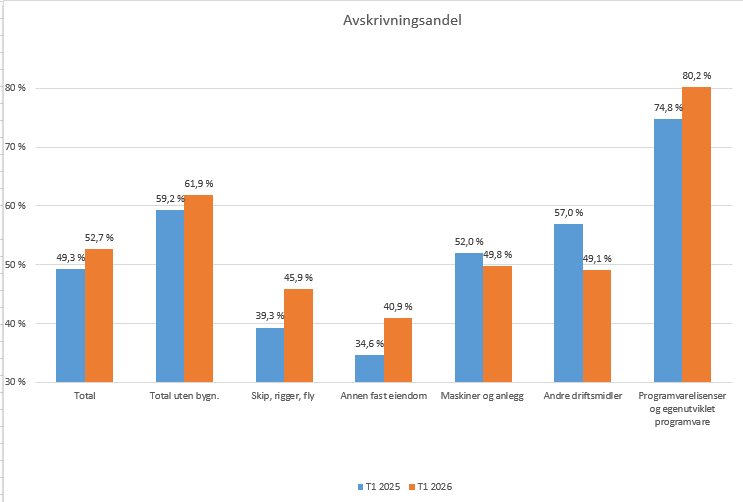 Avskrivningsandel
80 %
70 %
60 %
50 %
40 %
30 %
49,3 %
52,7 %
59,2 %
61,9 %
39,3 %
45,9 %
34,6 %
40,9 %
52,0 %
49,8 %
57,0 %
49,1 %
74,8 %
80,2 %
Total
Total uten bygn.
Skip, rigger, fly
Annen fast eiendom
Maskiner og anlegg
Andre driftsmidler
Programvarelisenser
og egenutviklet
programvare
T1 2025
T1 2026